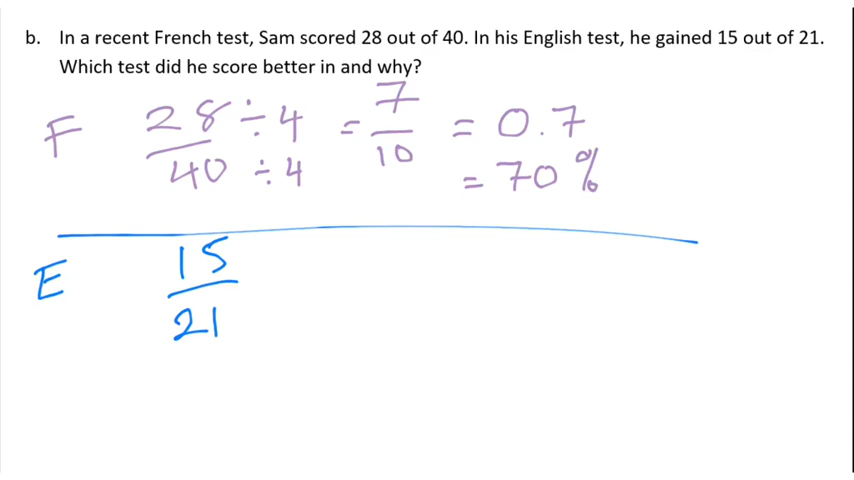 b. In a recent French test, Sam scored 28 out of 40. In his English test, he gained 15 out of 21.
Which test did he score better in and why?
F 28 ÷ 4 / 40 ÷ 4 = 7/10 = 0.7
= 70 %
E 15/21